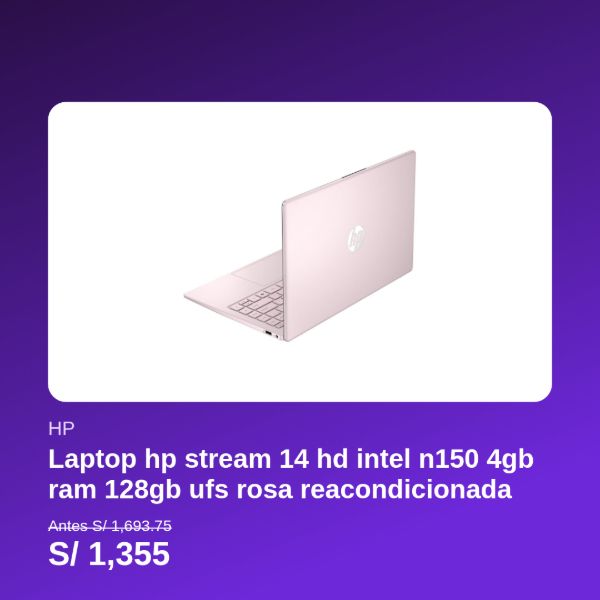 hp
HP
Laptop hp stream 14 hd intel n150 4gb
ram 128gb ufs rosa reacondicionada
Antes S/ 1,693.75
S/ 1,355